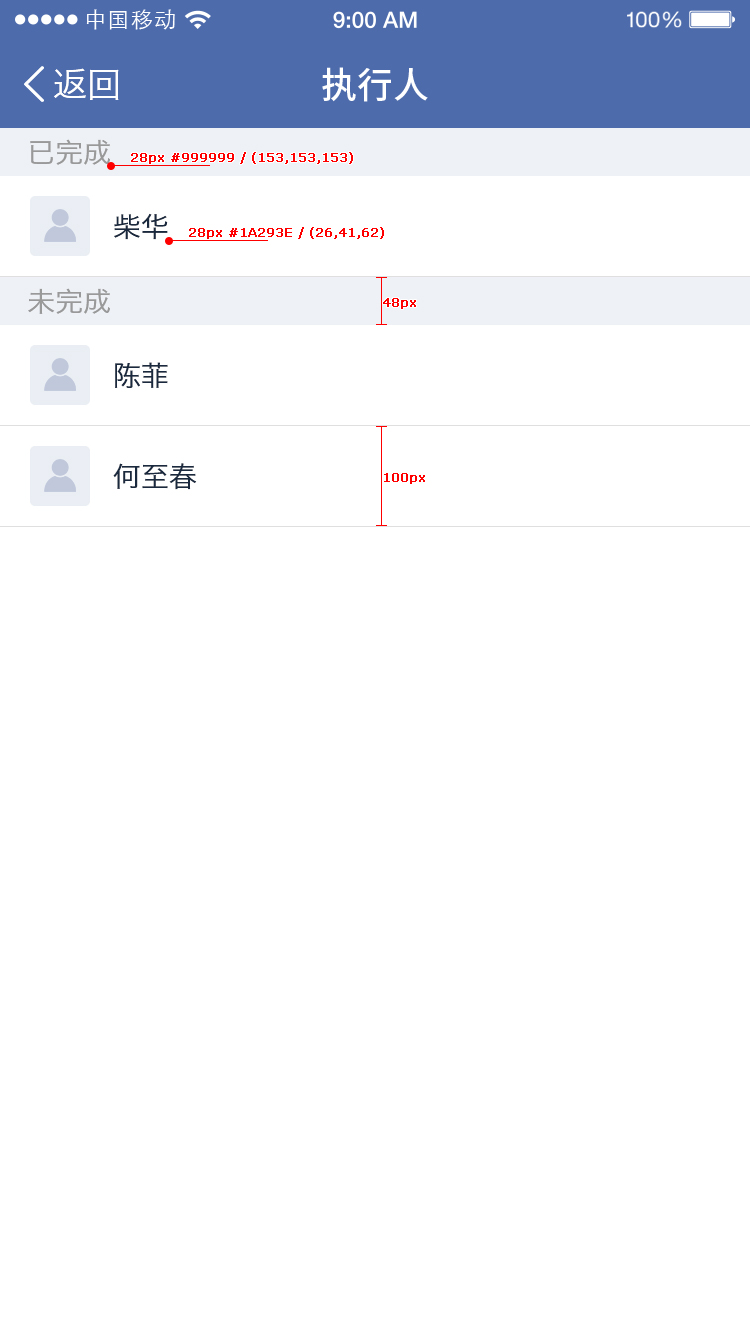 中国移动 9:00 AM 100%
返回 执行人
已完成 28px #999999 / (153,153,153)
柴华 28px #1A293E / (26,41,62)
未完成 48px
陈菲
何至春 100px